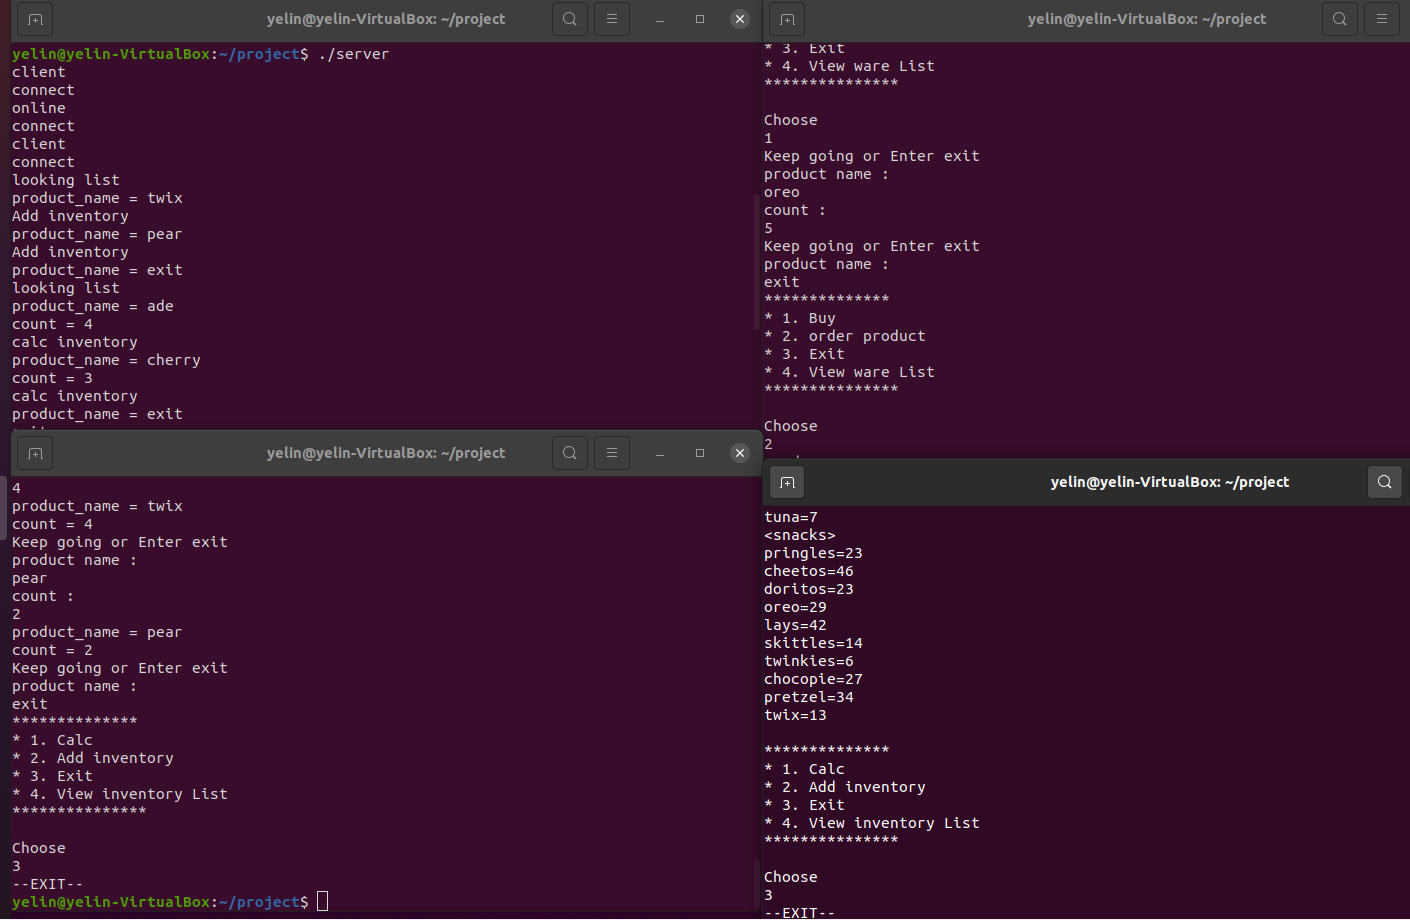 yelin@yelin-VirtualBox: ~/project
yelin@yelin-VirtualBox:~/project$ ./server
client
connect
online
connect
client
connect
looking list
product_name = twix
Add inventory
product_name = pear
Add inventory
product_name = exit
looking list
product_name = ade
count = 4
calc inventory
product_name = cherry
count = 3
calc inventory
product_name = exit
yelin@yelin-VirtualBox: ~/project
* 3. Exit
* 4. View ware List
***************
Choose
1
Keep going or Enter exit
product name :
oreo
count :
5
Keep going or Enter exit
product name :
exit
**************
* 1. Buy
* 2. order product
* 3. Exit
* 4. View ware List
***************
Choose
2
yelin@yelin-VirtualBox: ~/project
4
product_name = twix
count = 4
Keep going or Enter exit
product name :
pear
count :
2
product_name = pear
count = 2
Keep going or Enter exit
product name :
exit
**************
* 1. Calc
* 2. Add inventory
* 3. Exit
* 4. View inventory List
***************
Choose
3
--EXIT--
yelin@yelin-VirtualBox:~/project$
yelin@yelin-VirtualBox: ~/project
tuna=7
<snacks>
pringles=23
cheetos=46
doritos=23
oreo=29
lays=42
skittles=14
twinkies=6
chocopie=27
pretzel=34
twix=13
**************
* 1. Calc
* 2. Add inventory
* 3. Exit
* 4. View inventory List
***************
Choose
3
--EXIT--